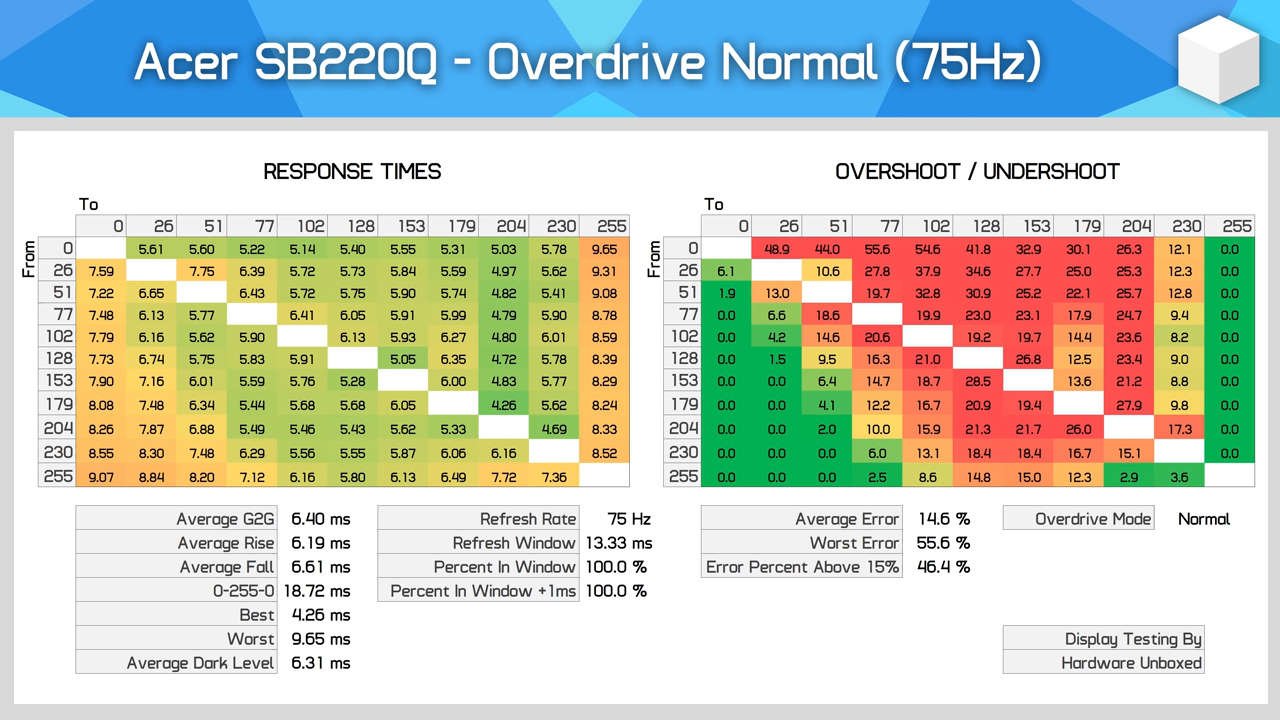 Acer SB220Q - Overdrive Normal (75Hz)
RESPONSE TIMES
To
0 26 51 77 102 128 153 179 204 230 255
From
0 5.61 5.60 5.22 5.14 5.40 5.55 5.31 5.03 5.78 9.65
26 7.59 7.75 6.39 5.72 5.73 5.84 5.59 4.97 5.62 9.31
51 7.22 6.65 6.43 5.72 5.75 5.90 5.74 4.82 5.41 9.08
77 7.48 6.13 5.77 6.41 6.05 5.91 5.99 4.79 5.90 8.78
102 7.79 6.16 5.62 5.90 6.13 5.93 6.27 4.80 6.01 8.59
128 7.73 6.74 5.75 5.83 5.91 5.05 6.35 4.72 5.78 8.39
153 7.90 7.16 6.01 5.59 5.76 5.28 6.00 4.83 5.77 8.29
179 8.08 7.48 6.34 5.44 5.68 5.68 6.05 4.26 5.62 8.24
204 8.26 7.87 6.88 5.49 5.46 5.43 5.62 5.33 4.69 8.33
230 8.55 8.30 7.48 6.29 5.56 5.55 5.87 6.06 6.16 8.52
255 9.07 8.84 8.20 7.12 6.16 5.80 6.13 6.49 7.72 7.36
OVERSHOOT / UNDERSHOOT
To
0 26 51 77 102 128 153 179 204 230 255
From
0 48.9 44.0 55.6 54.6 41.8 32.9 30.1 26.3 12.1 0.0
26 6.1 10.6 27.8 37.9 34.6 27.7 25.0 25.3 12.3 0.0
51 1.9 13.0 19.7 32.8 30.9 25.2 22.1 25.7 12.8 0.0
77 0.0 6.6 18.6 19.9 23.0 23.1 17.9 24.7 9.4 0.0
102 0.0 4.2 14.6 20.6 19.2 19.7 14.4 23.6 8.2 0.0
128 0.0 1.5 9.5 16.3 21.0 26.8 12.5 23.4 9.0 0.0
153 0.0 0.0 6.4 14.7 18.7 28.5 13.6 21.2 8.8 0.0
179 0.0 0.0 4.1 12.2 16.7 20.9 19.4 27.9 9.8 0.0
204 0.0 0.0 2.0 10.0 15.9 21.3 21.7 26.0 17.3 0.0
230 0.0 0.0 0.0 6.0 13.1 18.4 18.4 16.7 15.1 0.0
255 0.0 0.0 0.0 2.5 8.6 14.8 15.0 12.3 2.9 3.6
Average G2G 6.40 ms
Average Rise 6.19 ms
Average Fall 6.61 ms
0-255-0 18.72 ms
Best 4.26 ms
Worst 9.65 ms
Average Dark Level 6.31 ms
Refresh Rate 75 Hz
Refresh Window 13.33 ms
Percent In Window 100.0 %
Percent In Window +1ms 100.0 %
Average Error 14.6 %
Worst Error 55.6 %
Error Percent Above 15% 46.4 %
Overdrive Mode Normal
Display Testing By
Hardware Unboxed